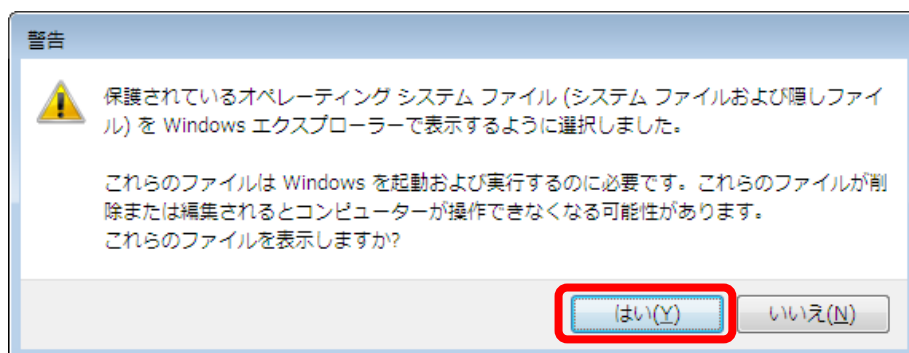 警告
保護されているオペレーティング システム ファイル (システム ファイルおよび隠しファイ
ル) を Windows エクスプローラーで表示するように選択しました。
これらのファイルは Windows を起動および実行するのに必要です。これらのファイルが削
除または編集されるとコンピューターが操作できなくなる可能性があります。
これらのファイルを表示しますか?
はい(Y) いいえ(N)